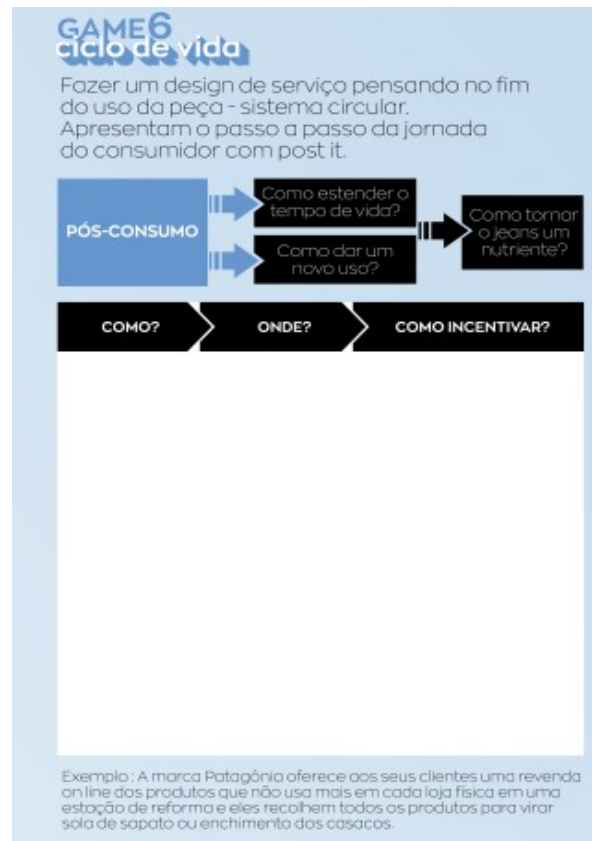 GAME6
ciclo de vida
Fazer um design de serviço pensando no fim
do uso da peça - sistema circular.
Apresentam o passo a passo da jornada
do consumidor com post it.
PÓS-CONSUMO
Como estender o
tempo de vida?
Como dar um
novo uso?
Como tornar
o jeans um
nutriente?
COMO?
ONDE?
COMO INCENTIVAR?
Exemplo : A marca Patagônia oferece aos seus clientes uma revenda
on line dos produtos que não usa mais em cada loja física em uma
estação de reforma e eles recolhem todos os produtos para virar
sola de sapato ou enchimento dos casacos.